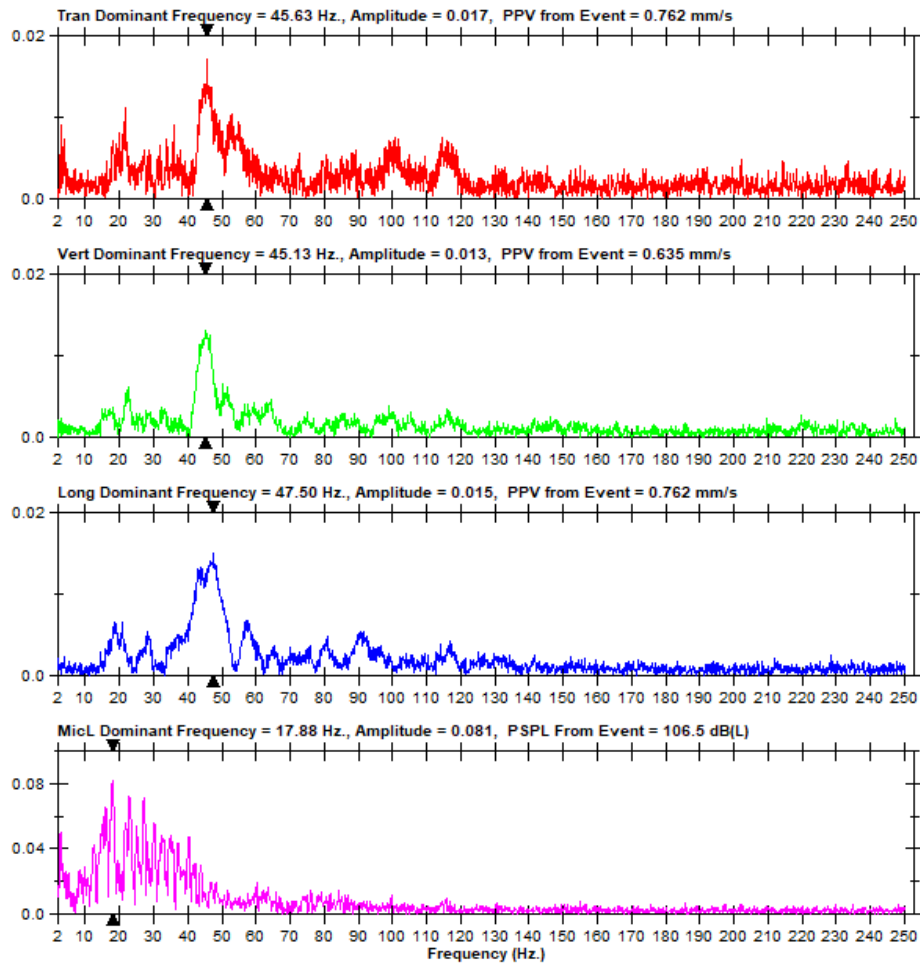 Tran Dominant Frequency = 45.63 Hz., Amplitude = 0.017, PPV from Event = 0.762 mm/s
0.02
0.0
2 10 20 30 40 50 60 70 80 90 100 110 120 130 140 150 160 170 180 190 200 210 220 230 240 250
Vert Dominant Frequency = 45.13 Hz., Amplitude = 0.013, PPV from Event = 0.635 mm/s
0.02
0.0
2 10 20 30 40 50 60 70 80 90 100 110 120 130 140 150 160 170 180 190 200 210 220 230 240 250
Long Dominant Frequency = 47.50 Hz., Amplitude = 0.015, PPV from Event = 0.762 mm/s
0.02
0.0
2 10 20 30 40 50 60 70 80 90 100 110 120 130 140 150 160 170 180 190 200 210 220 230 240 250
MicL Dominant Frequency = 17.88 Hz., Amplitude = 0.081, PSPL From Event = 106.5 dB(L)
0.08
0.04
0.0
2 10 20 30 40 50 60 70 80 90 100 110 120 130 140 150 160 170 180 190 200 210 220 230 240 250
Frequency (Hz.)